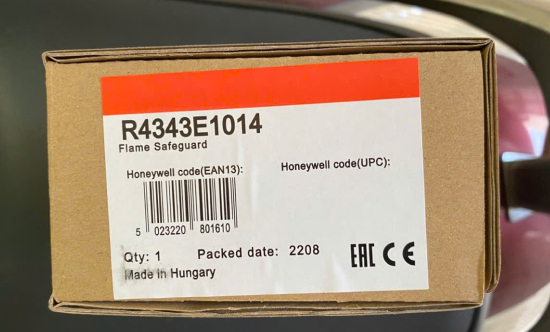 R4343E1014
Flame Safeguard
Honeywell code(EAN13):
Honeywell code(UPC):
5 023220 801610
Qty: 1 Packed date: 2208
EAC CE
Made in Hungary